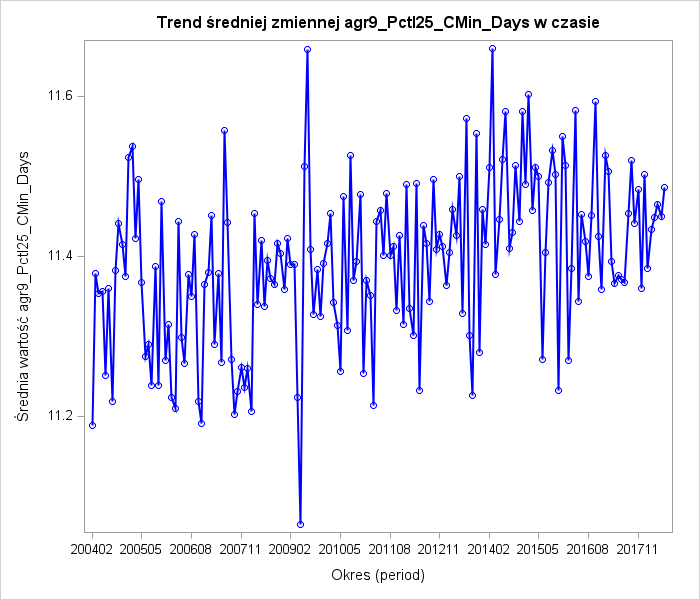 Trend średniej zmiennej agr9_Pctl25_CMin_Days w czasie
Średnia wartość agr9_Pctl25_CMin_Days
11.6
11.4
11.2
200402 200505 200608 200711 200902 201005 201108 201211 201402 201505 201608 201711
Okres (period)